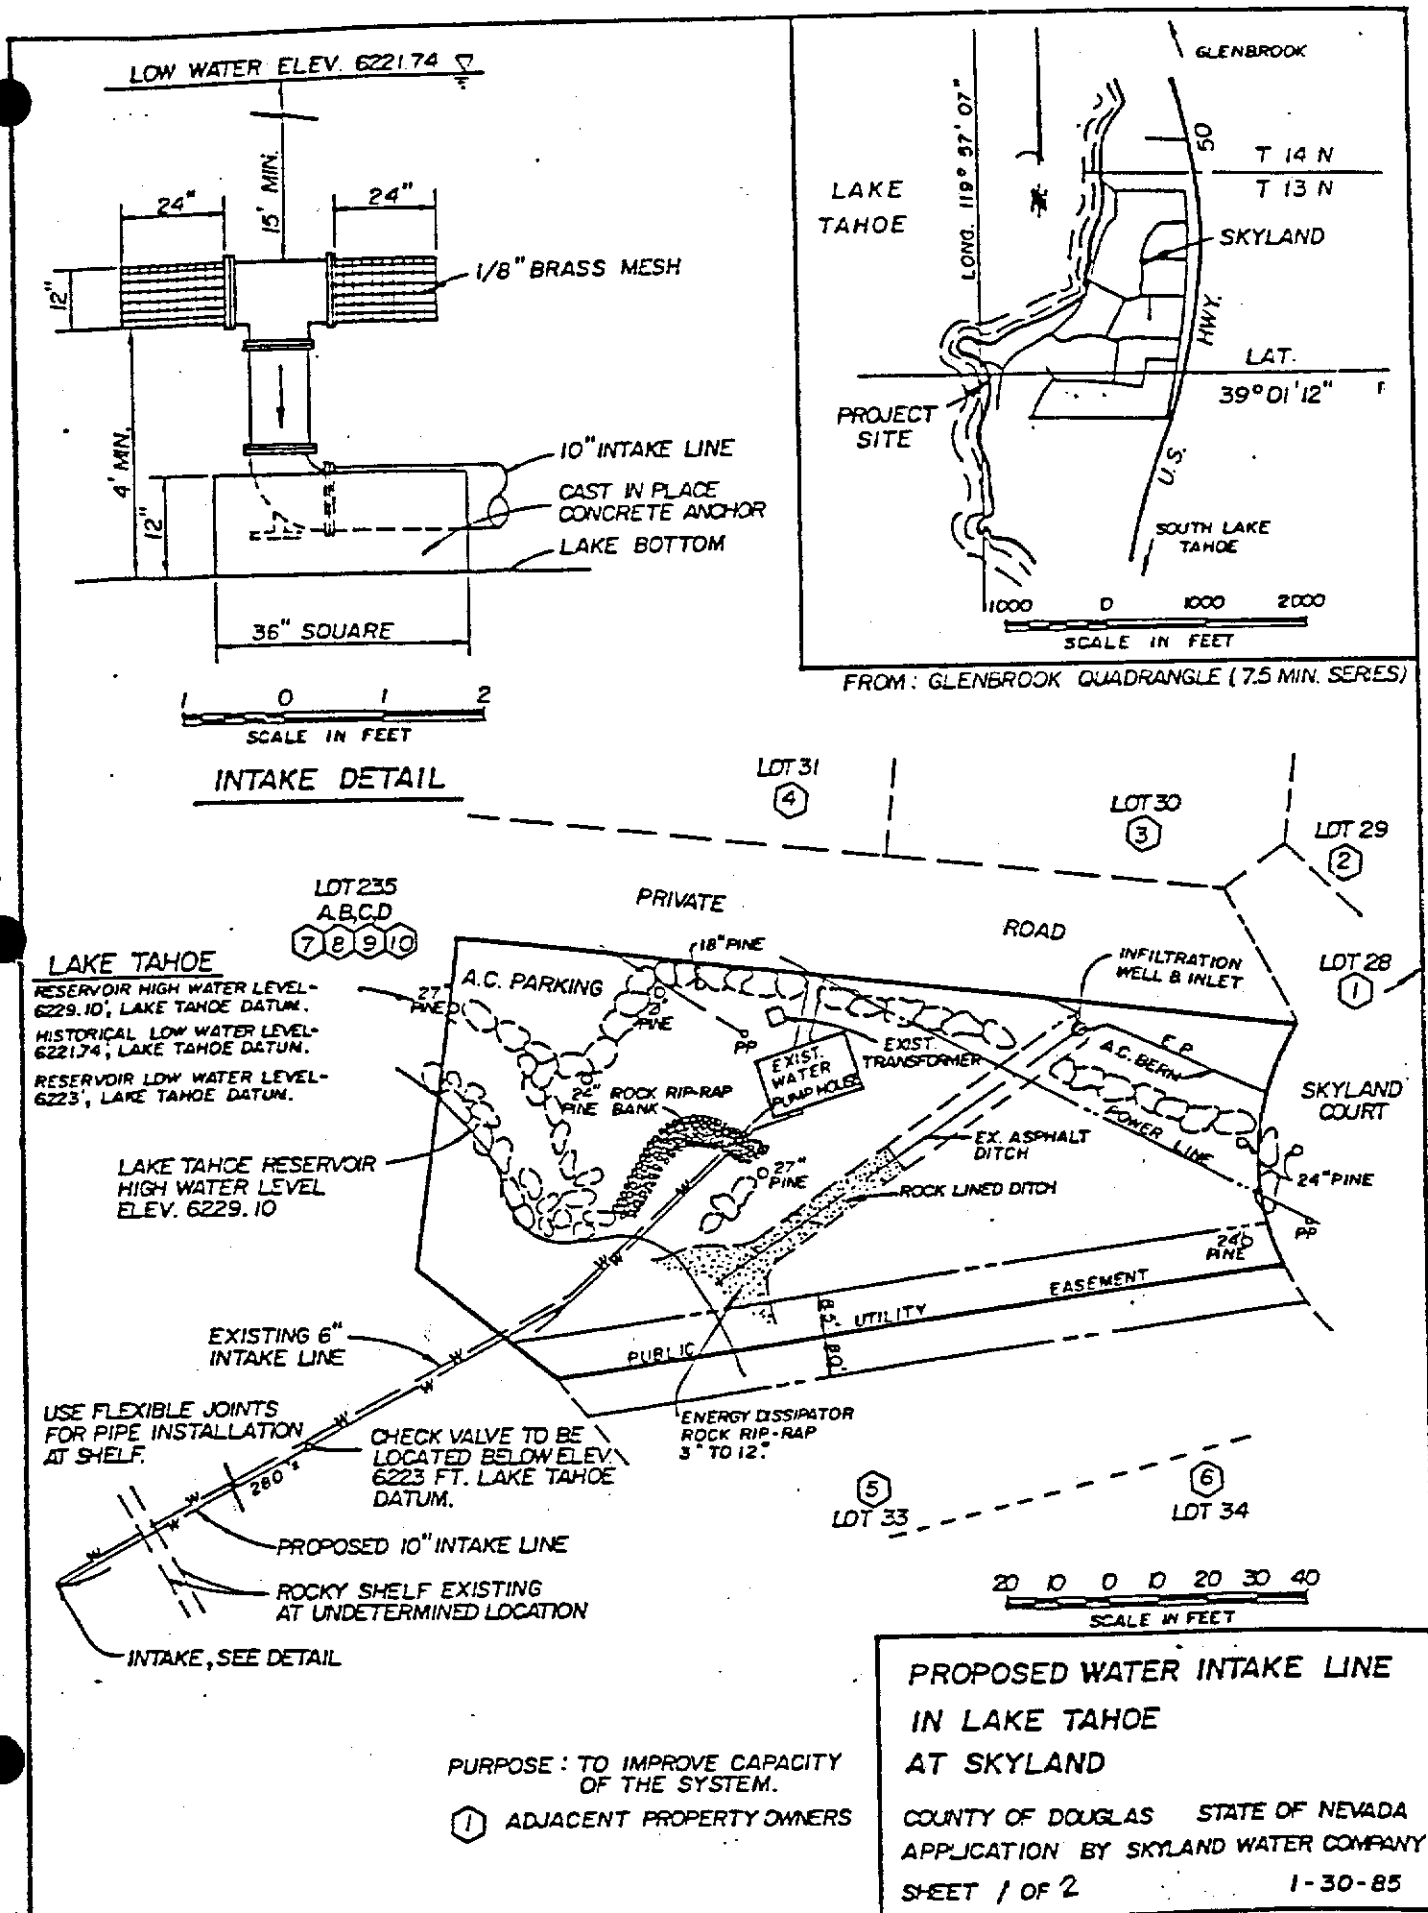 LOW WATER ELEV. 6221.74
24"
15' MIN.
24"
1/8" BRASS MESH
12"
4' MIN.
10" INTAKE LINE
CAST IN PLACE
CONCRETE ANCHOR
12"
LAKE BOTTOM
36" SQUARE
1 0 1 2
SCALE IN FEET
INTAKE DETAIL
GLENBROOK
LONG. 119° 57' 07"
50
T 14 N
T 13 N
LAKE
TAHOE
SKYLAND
HWY.
LAT.
39° 01' 12"
PROJECT
SITE
U.S.
SOUTH LAKE
TAHOE
1000 0 1000 2000
SCALE IN FEET
FROM: GLENBROOK QUADRANGLE (7.5 MIN. SERIES)
LOT 31
4
LOT 30
3
LOT 29
2
LOT 235
A,B,C,D
7 8 9 10
PRIVATE
ROAD
LOT 28
1
LAKE TAHOE
RESERVOIR HIGH WATER LEVEL-
6229.10', LAKE TAHOE DATUM.
HISTORICAL LOW WATER LEVEL-
6221.74', LAKE TAHOE DATUM.
RESERVOIR LOW WATER LEVEL-
6223', LAKE TAHOE DATUM.
27"
PINE
A.C. PARKING
18" PINE
PINE
PP
INFILTRATION
WELL & INLET
EXIST.
TRANSFORMER
EXIST.
WATER
PUMP HOUSE
E.P.
A.C. BERM
SKYLAND
COURT
24"
PINE
ROCK RIP-RAP
BANK
POWER LINE
EX. ASPHALT
DITCH
LAKE TAHOE RESERVOIR
HIGH WATER LEVEL
ELEV. 6229.10
27"
PINE
ROCK LINED DITCH
24" PINE
PP
24"
PINE
EASEMENT
UTILITY
PUBLIC
8.5'
8.0'
EXISTING 6"
INTAKE LINE
USE FLEXIBLE JOINTS
FOR PIPE INSTALLATION
AT SHELF.
CHECK VALVE TO BE
LOCATED BELOW ELEV.
6223 FT. LAKE TAHOE
DATUM.
280'±
ENERGY DISSIPATOR
ROCK RIP-RAP
3" TO 12".
5
LOT 33
6
LOT 34
PROPOSED 10" INTAKE LINE
ROCKY SHELF EXISTING
AT UNDETERMINED LOCATION
INTAKE, SEE DETAIL
20 10 0 10 20 30 40
SCALE IN FEET
PURPOSE: TO IMPROVE CAPACITY
OF THE SYSTEM.
1 ADJACENT PROPERTY OWNERS
PROPOSED WATER INTAKE LINE
IN LAKE TAHOE
AT SKYLAND
COUNTY OF DOUGLAS STATE OF NEVADA
APPLICATION BY SKYLAND WATER COMPANY
SHEET 1 OF 2 1-30-85